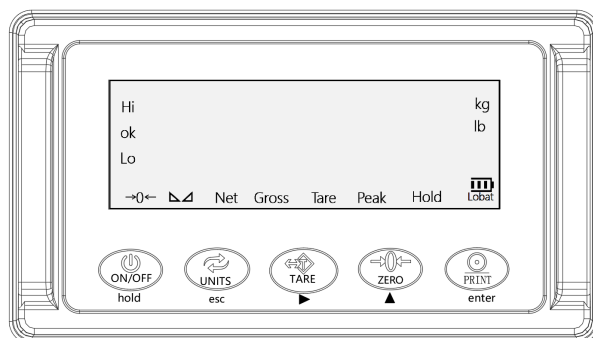 Hi
kg
ok
lb
Lo
→0← Net Gross Tare Peak Hold Lobat
ON/OFF UNITS TARE ZERO PRINT
hold esc enter